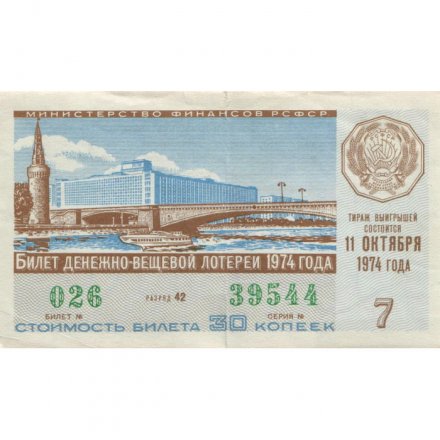 МИНИСТЕРСТВО ФИНАНСОВ РСФСР
РСФСР
ТИРАЖ ВЫИГРЫШЕЙ
СОСТОИТСЯ
11 ОКТЯБРЯ
1974 ГОДА
БИЛЕТ ДЕНЕЖНО-ВЕЩЕВОЙ ЛОТЕРЕИ 1974 ГОДА
026 РАЗРЯД 42 39544
БИЛЕТ № СЕРИЯ №
7
СТОИМОСТЬ БИЛЕТА 30 КОПЕЕК